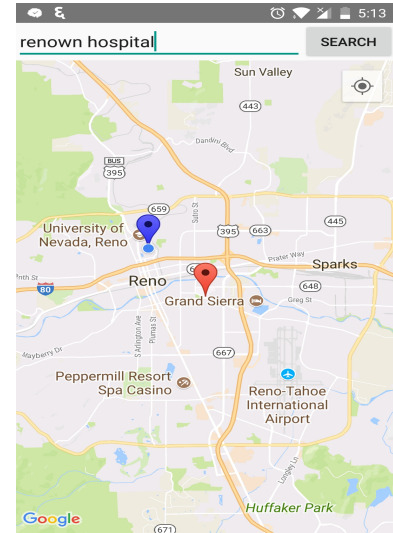 5:13
renown hospital
SEARCH
Sun Valley
443
Dandini Blvd
BUS
395
659
Sutro St
University of
Nevada, Reno
395
663
445
Prater Way
Sparks
80
Reno
648
Grand Sierra
Greg St
S Arlington Ave
Plumas St
667
Mayberry Dr
Peppermill Resort
Spa Casino
Reno-Tahoe
International
Airport
Longley Ln
Huffaker Park
Google
671